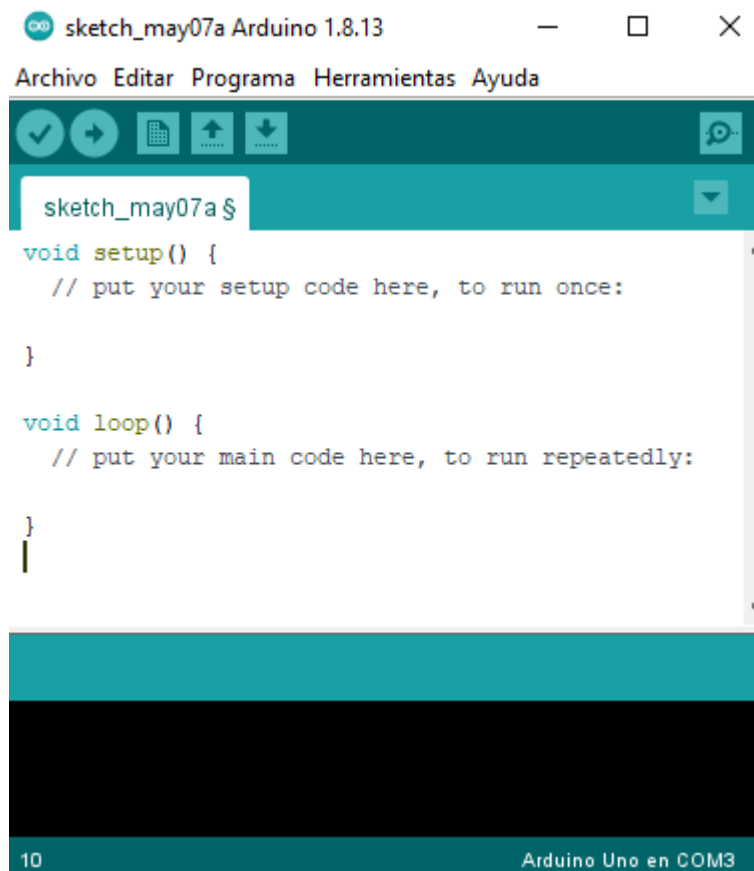 sketch_may07a Arduino 1.8.13
Archivo Editar Programa Herramientas Ayuda
sketch_may07a §
void setup() {
  // put your setup code here, to run once:
}
void loop() {
  // put your main code here, to run repeatedly:
}
10 Arduino Uno en COM3